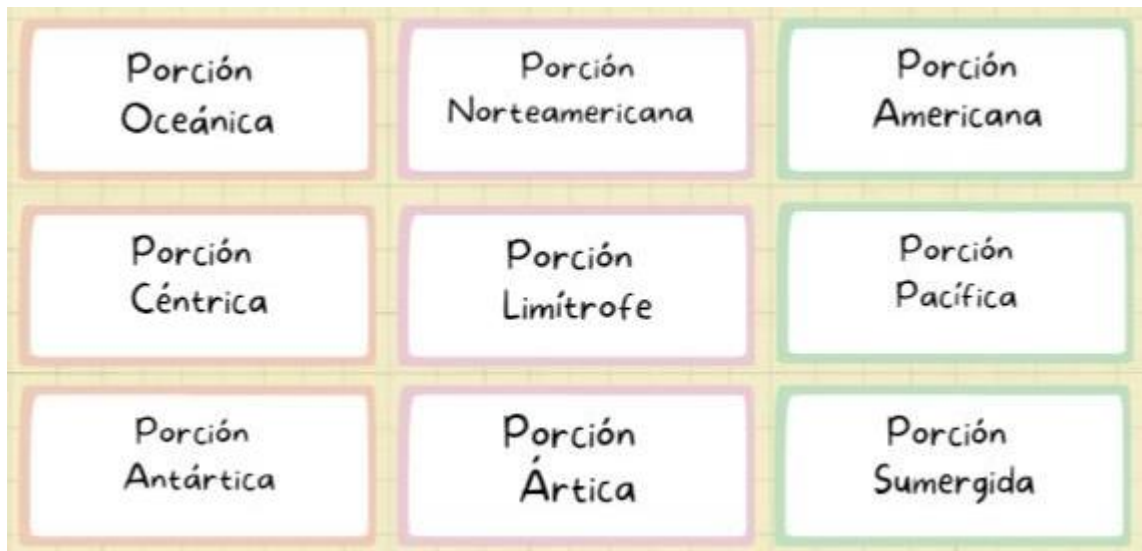 Porción
Oceánica
Porción
Norteamericana
Porción
Americana
Porción
Céntrica
Porción
Limítrofe
Porción
Pacífica
Porción
Antártica
Porción
Ártica
Porción
Sumergida